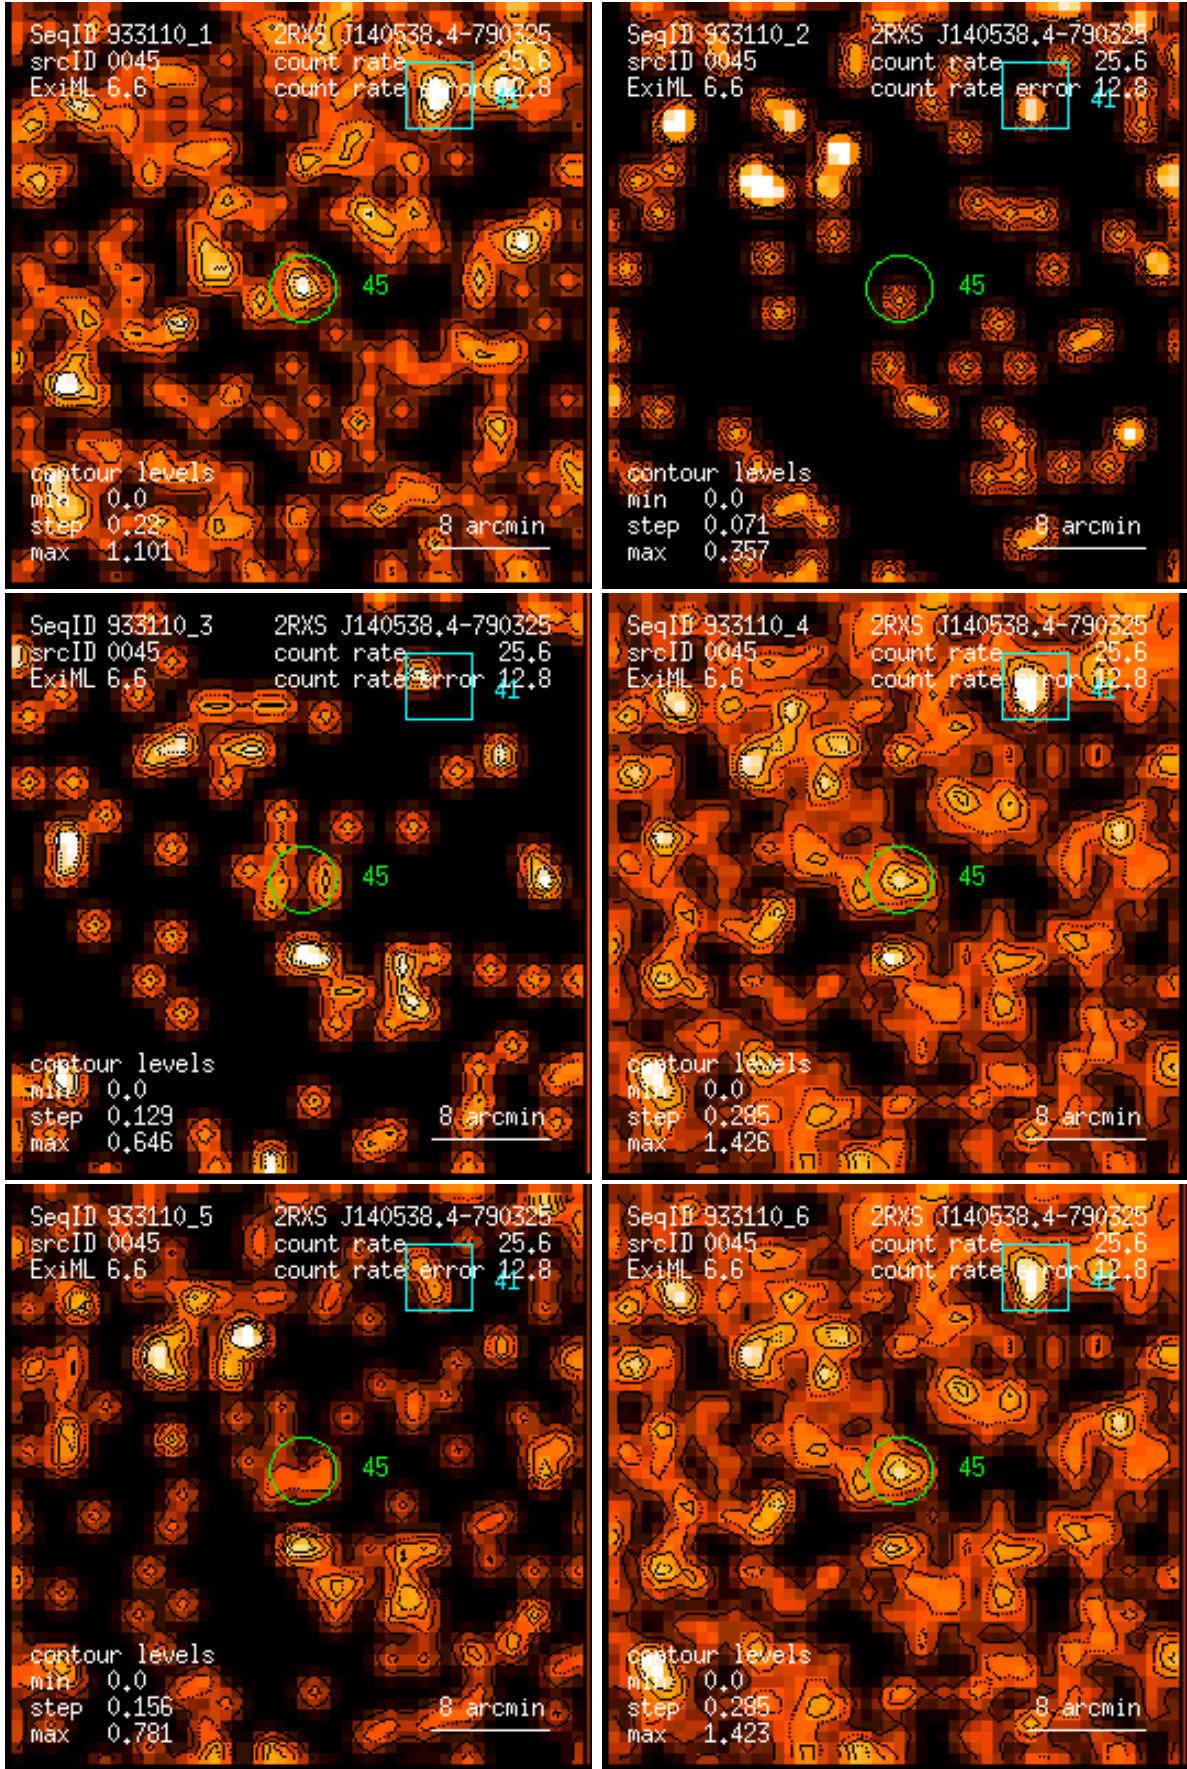 SeqID 933110_1 2RXS J140538.4-790325
srcID 0045 count rate 25.6
ExiML 6.6 count rate error 12.8
41
45
contour levels
min 0.0
step 0.22
max 1.101
8 arcmin
SeqID 933110_2 2RXS J140538.4-790325
srcID 0045 count rate 25.6
ExiML 6.6 count rate error 12.8
41
45
contour levels
min 0.0
step 0.071
max 0.357
8 arcmin
SeqID 933110_3 2RXS J140538.4-790325
srcID 0045 count rate 25.6
ExiML 6.6 count rate error 12.8
41
45
contour levels
min 0.0
step 0.129
max 0.646
8 arcmin
SeqID 933110_4 2RXS J140538.4-790325
srcID 0045 count rate 25.6
ExiML 6.6 count rate error 12.8
41
45
contour levels
min 0.0
step 0.285
max 1.426
8 arcmin
SeqID 933110_5 2RXS J140538.4-790325
srcID 0045 count rate 25.6
ExiML 6.6 count rate error 12.8
41
45
contour levels
min 0.0
step 0.156
max 0.781
8 arcmin
SeqID 933110_6 2RXS J140538.4-790325
srcID 0045 count rate 25.6
ExiML 6.6 count rate error 12.8
41
45
contour levels
min 0.0
step 0.285
max 1.423
8 arcmin